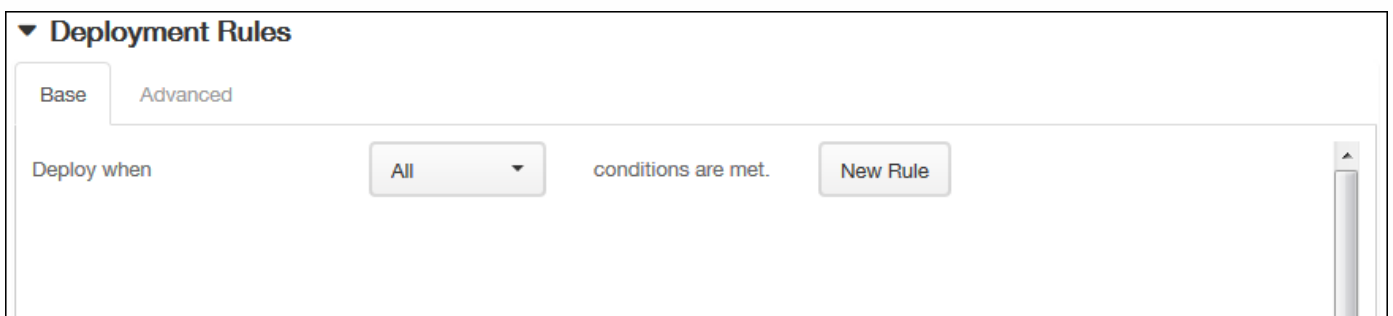 Deployment Rules
Base Advanced
Deploy when All conditions are met. New Rule